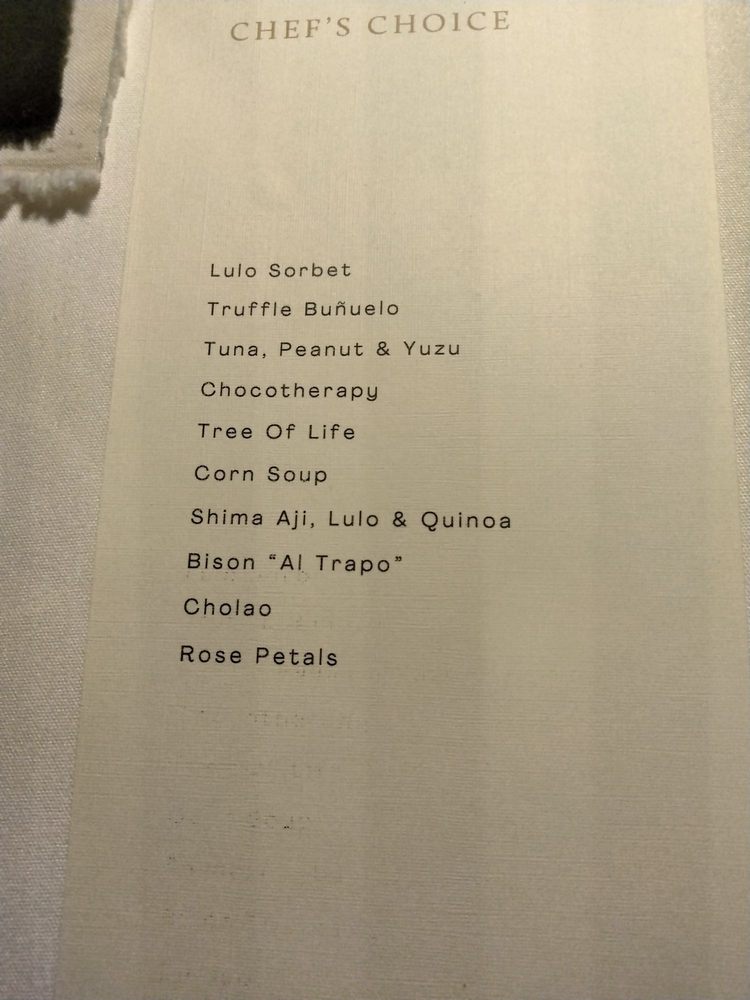 CHEF'S CHOICE
Lulo Sorbet
Truffle Buñuelo
Tuna, Peanut & Yuzu
Chocotherapy
Tree Of Life
Corn Soup
Shima Aji, Lulo & Quinoa
Bison “Al Trapo”
Cholao
Rose Petals